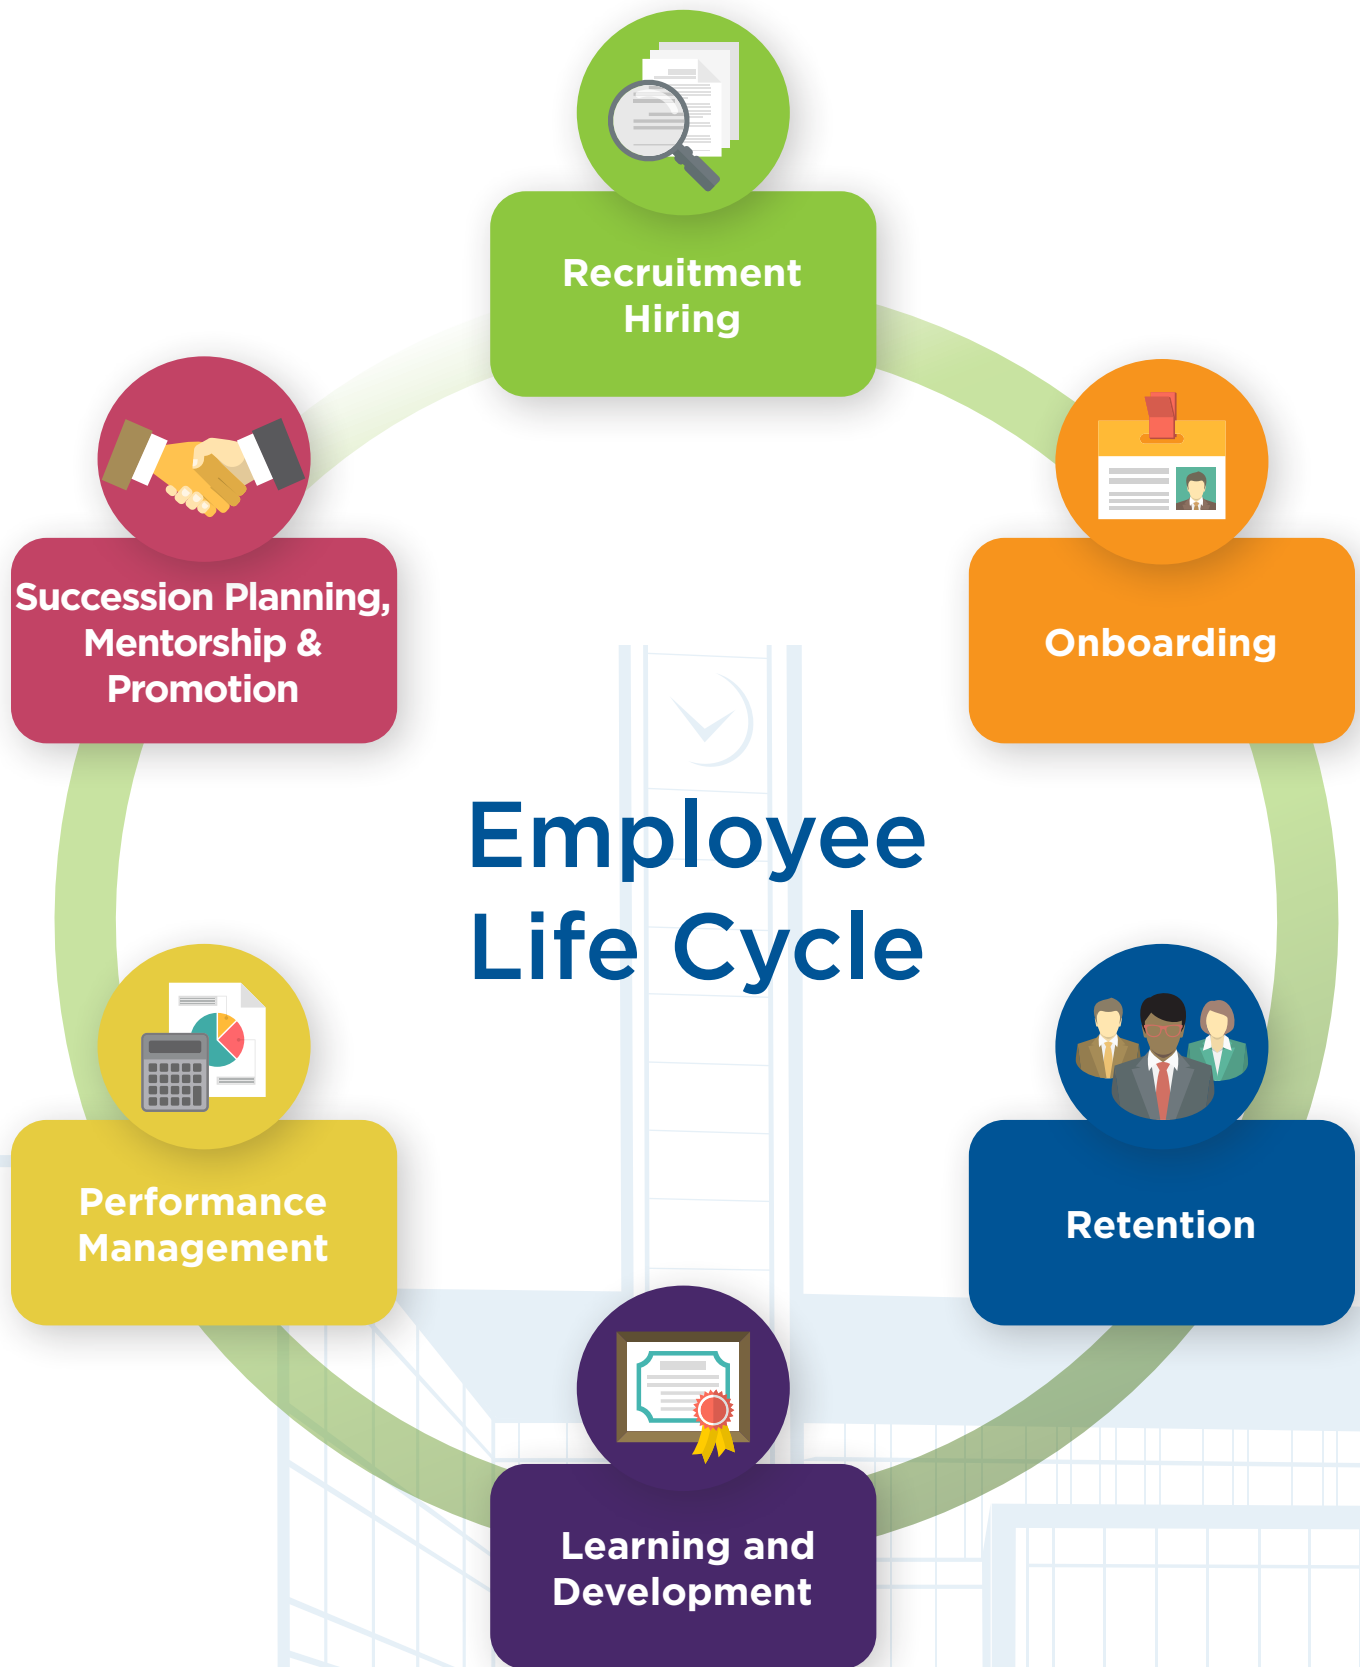 Recruitment
Hiring
Onboarding
Retention
Learning and
Development
Performance
Management
Succession Planning,
Mentorship &
Promotion
Employee
Life Cycle